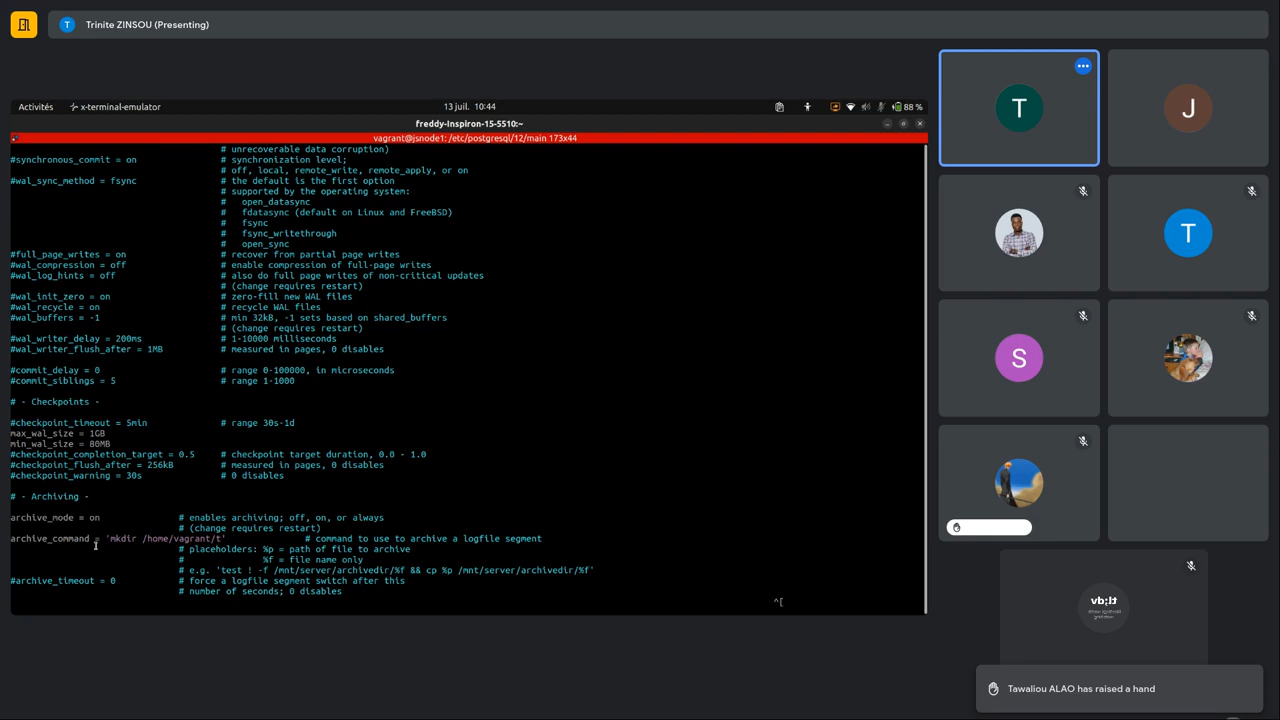 T Trinite ZINSOU (Presenting)
Activités x-terminal-emulator 13 juil. 10:44 88 %
freddy-Inspiron-15-5510:~
vagrant@jsnode1: /etc/postgresql/12/main 173x44
# unrecoverable data corruption)
#synchronous_commit = on # synchronization level;
# off, local, remote_write, remote_apply, or on
#wal_sync_method = fsync # the default is the first option
# supported by the operating system:
# open_datasync
# fdatasync (default on Linux and FreeBSD)
# fsync
# fsync_writethrough
# open_sync
#full_page_writes = on # recover from partial page writes
#wal_compression = off # enable compression of full-page writes
#wal_log_hints = off # also do full page writes of non-critical updates
# (change requires restart)
#wal_init_zero = on # zero-fill new WAL files
#wal_recycle = on # recycle WAL files
#wal_buffers = -1 # min 32kB, -1 sets based on shared_buffers
# (change requires restart)
#wal_writer_delay = 200ms # 1-10000 milliseconds
#wal_writer_flush_after = 1MB # measured in pages, 0 disables
#commit_delay = 0 # range 0-100000, in microseconds
#commit_siblings = 5 # range 1-1000
# - Checkpoints -
#checkpoint_timeout = 5min # range 30s-1d
max_wal_size = 1GB
min_wal_size = 80MB
#checkpoint_completion_target = 0.5 # checkpoint target duration, 0.0 - 1.0
#checkpoint_flush_after = 256kB # measured in pages, 0 disables
#checkpoint_warning = 30s # 0 disables
# - Archiving -
archive_mode = on # enables archiving; off, on, or always
# (change requires restart)
archive_command = 'mkdir /home/vagrant/t' # command to use to archive a logfile segment
# placeholders: %p = path of file to archive
# %f = file name only
# e.g. 'test ! -f /mnt/server/archivedir/%f && cp %p /mnt/server/archivedir/%f'
#archive_timeout = 0 # force a logfile segment switch after this
# number of seconds; 0 disables
^[
T
J
T
S
Tawaliou ALAO has raised a hand